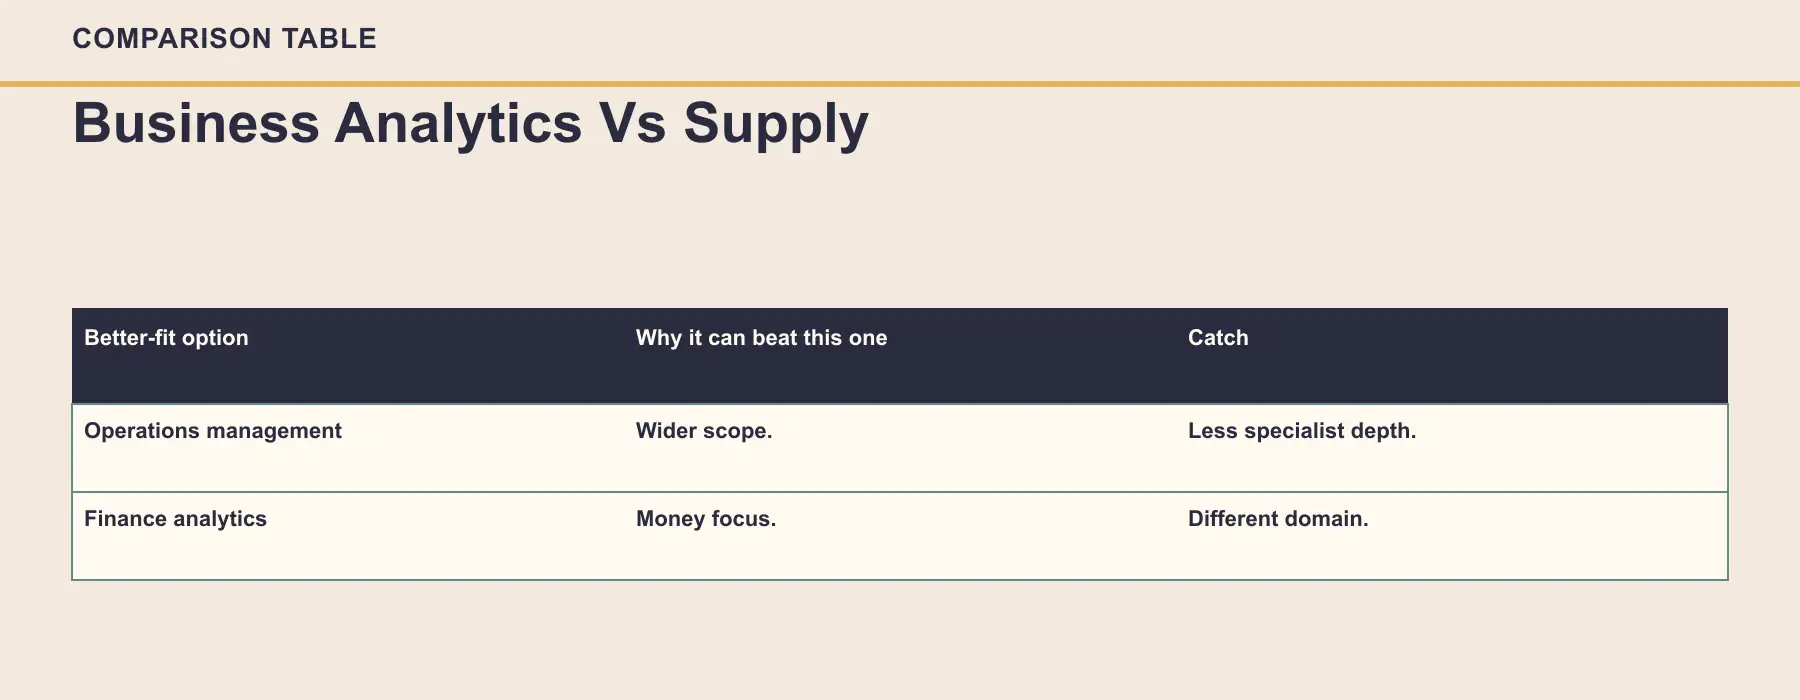 COMPARISON TABLE
Business Analytics Vs Supply
Better-fit option Why it can beat this one Catch
Operations management Wider scope. Less specialist depth.
Finance analytics Money focus. Different domain.